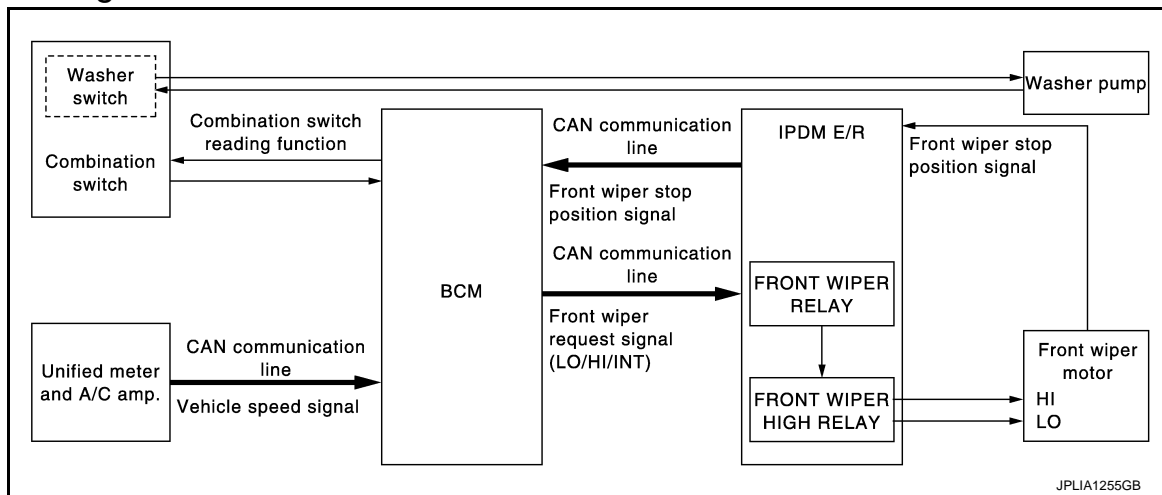 Washer
switch
Combination
switch
Combination switch
reading function
Unified meter
and A/C amp.
CAN communication
line
Vehicle speed signal
BCM
CAN communication
line
Front wiper stop
position signal
CAN communication
line
Front wiper
request signal
(LO/HI/INT)
IPDM E/R
FRONT WIPER
RELAY
FRONT WIPER
HIGH RELAY
Washer pump
Front wiper stop
position signal
Front wiper
motor
HI
LO
JPLIA1255GB